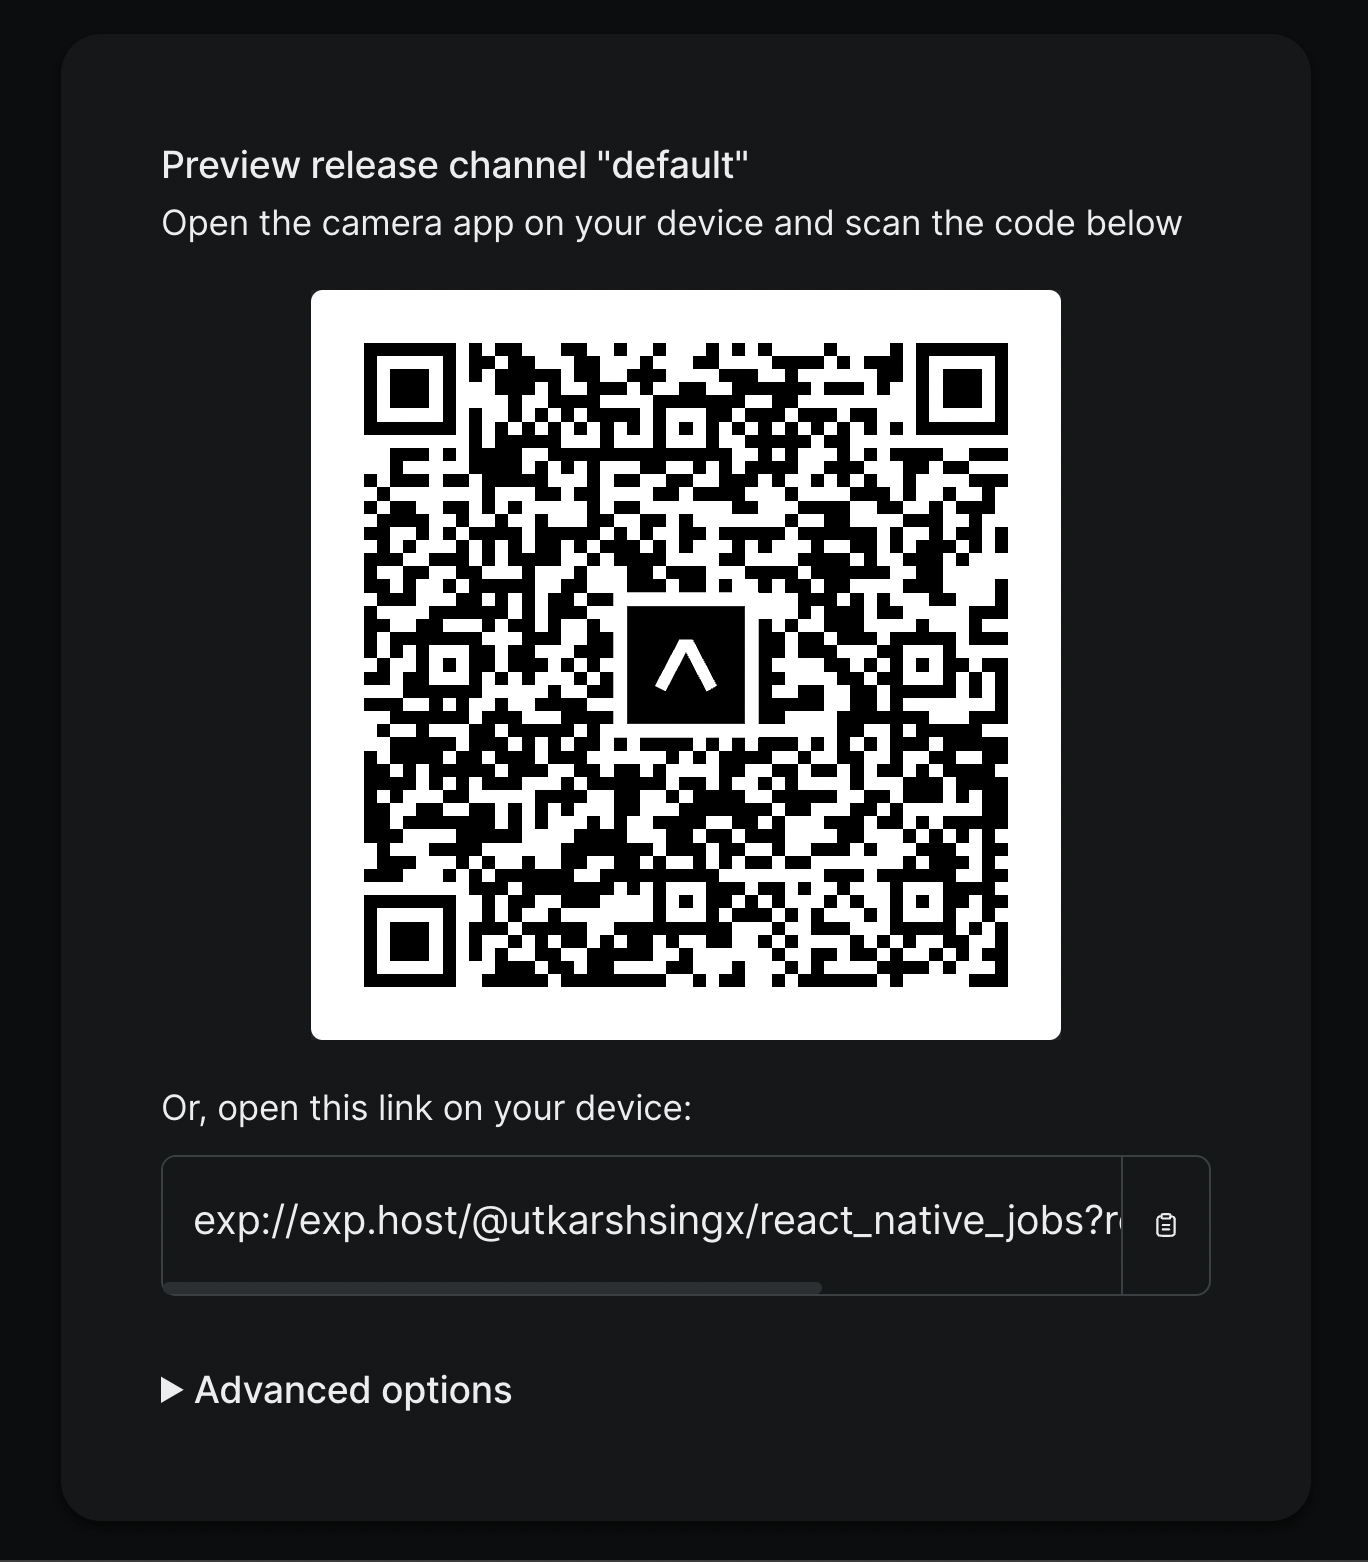 Preview release channel "default"
Open the camera app on your device and scan the code below
Or, open this link on your device:
exp://exp.host/@utkarshsingx/react_native_jobs?r
Advanced options